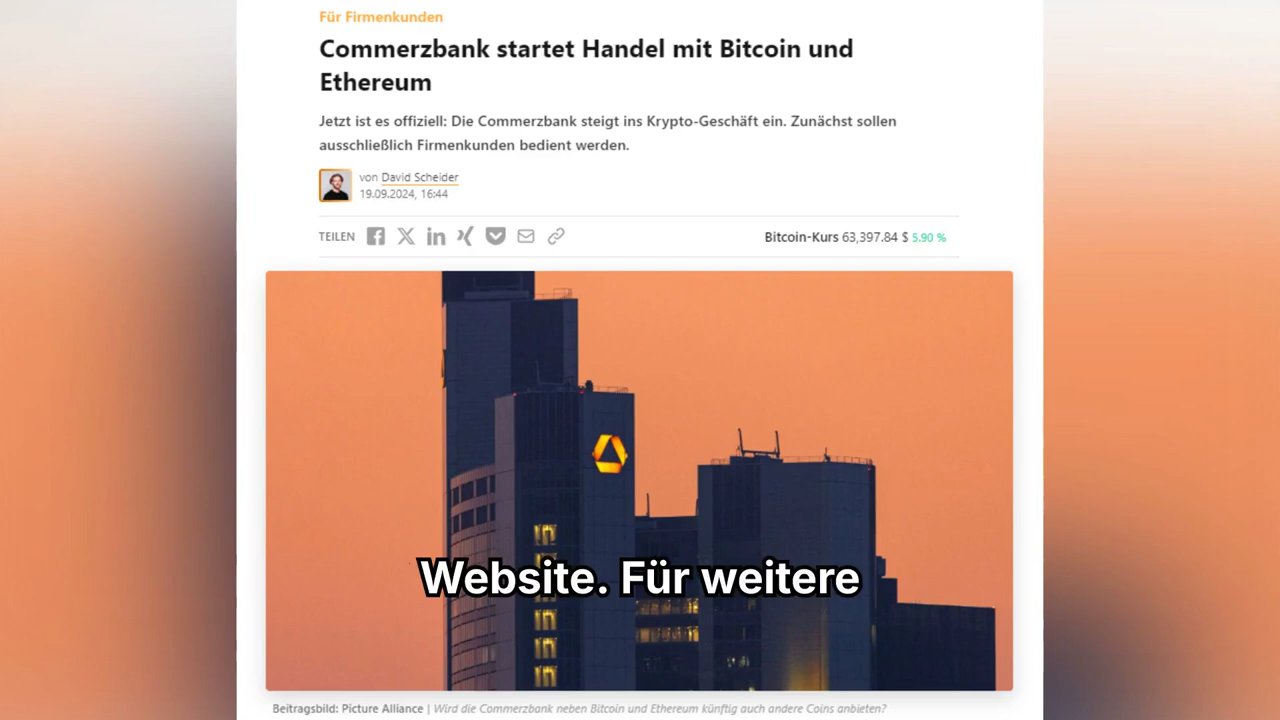 Für Firmenkunden
Commerzbank startet Handel mit Bitcoin und
Ethereum
Jetzt ist es offiziell: Die Commerzbank steigt ins Krypto-Geschäft ein. Zunächst sollen
ausschließlich Firmenkunden bedient werden.
von David Scheider
19.09.2024, 16:44
TEILEN
Bitcoin-Kurs 63,397.84 $ 5.90 %
Website. Für weitere
Beitragsbild: Picture Alliance | Wird die Commerzbank neben Bitcoin und Ethereum künftig auch andere Coins anbieten?